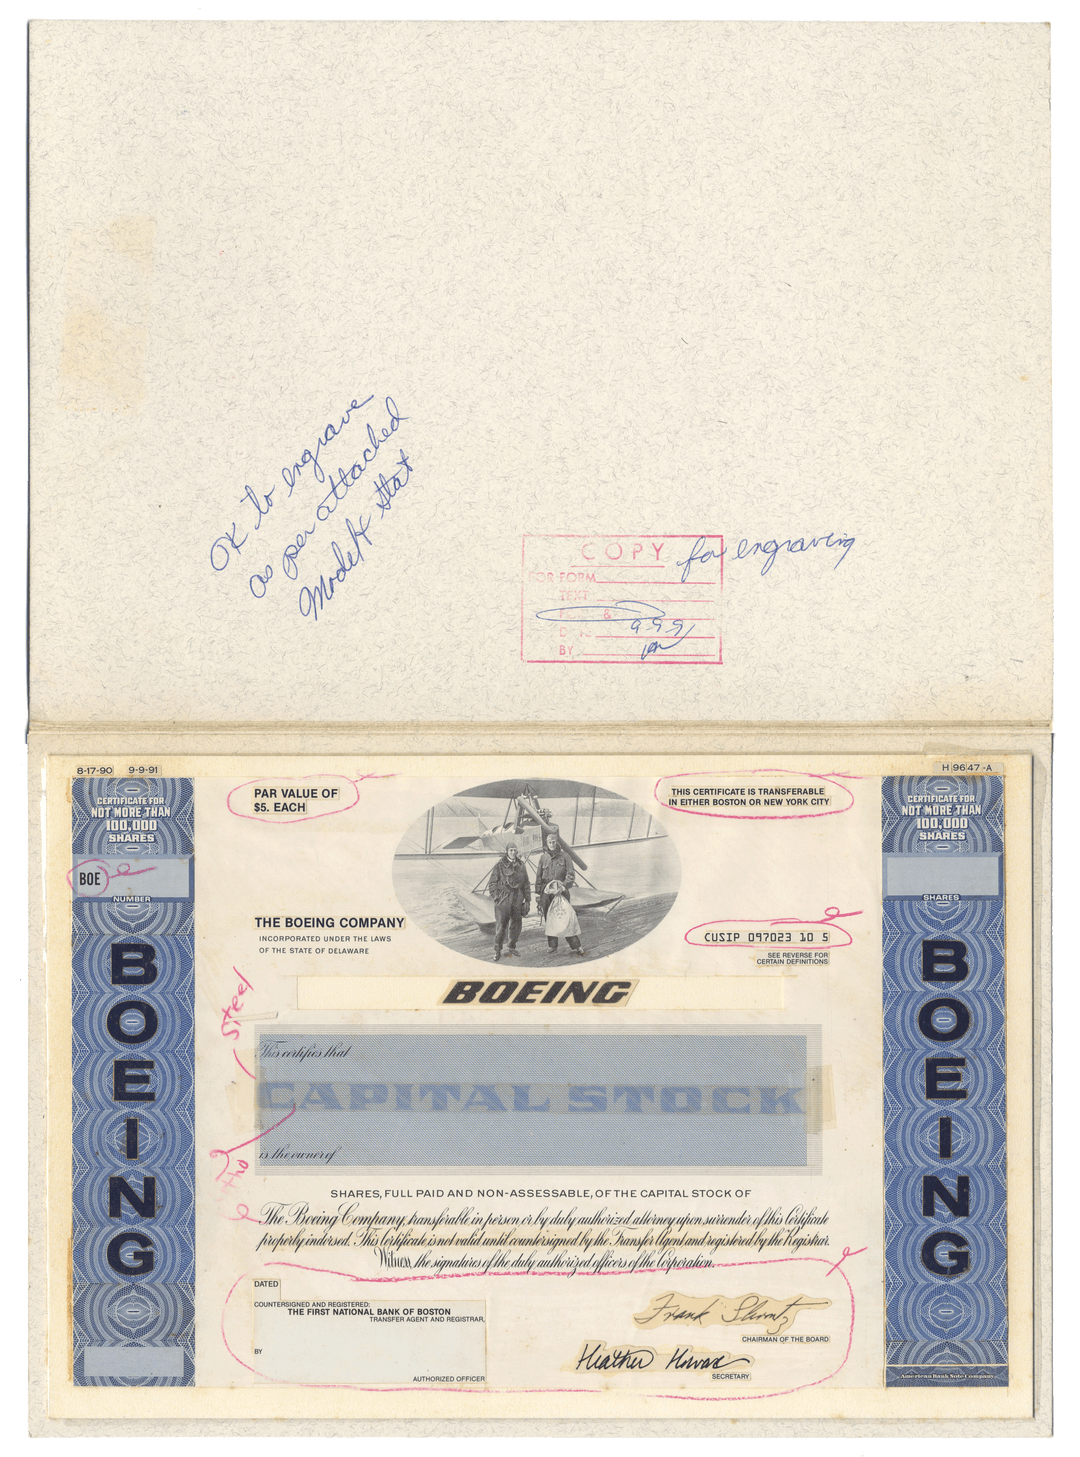 OK to engrave
as per attached
Model & Stat
COPY for engraving
FOR FORM
TEXT
&
9-9-91
BY
8-17-90 9-9-91
H 9647-A
CERTIFICATE FOR
NOT MORE THAN
100,000
SHARES
BOE
NUMBER
BOEING
PAR VALUE OF
$5. EACH
THIS CERTIFICATE IS TRANSFERABLE
IN EITHER BOSTON OR NEW YORK CITY
CERTIFICATE FOR
NOT MORE THAN
100,000
SHARES
SHARES
BOEING
THE BOEING COMPANY
INCORPORATED UNDER THE LAWS
OF THE STATE OF DELAWARE
CUSIP 097023 10 5
SEE REVERSE FOR
CERTAIN DEFINITIONS
BOEING
Steel
This certifies that
CAPITAL STOCK
is the owner of
SHARES, FULL PAID AND NON-ASSESSABLE, OF THE CAPITAL STOCK OF
The Boeing Company, transferable in person or by duly authorized attorney upon surrender of this Certificate
properly indorsed. This certificate is not valid until countersigned by the Transfer Agent and registered by the Registrar.
Witness, the signatures of the duly authorized officers of the Corporation.
DATED
COUNTERSIGNED AND REGISTERED:
THE FIRST NATIONAL BANK OF BOSTON
TRANSFER AGENT AND REGISTRAR,
BY
AUTHORIZED OFFICER
Frank Shrontz
CHAIRMAN OF THE BOARD
Heather Howard
SECRETARY
American Bank Note Company